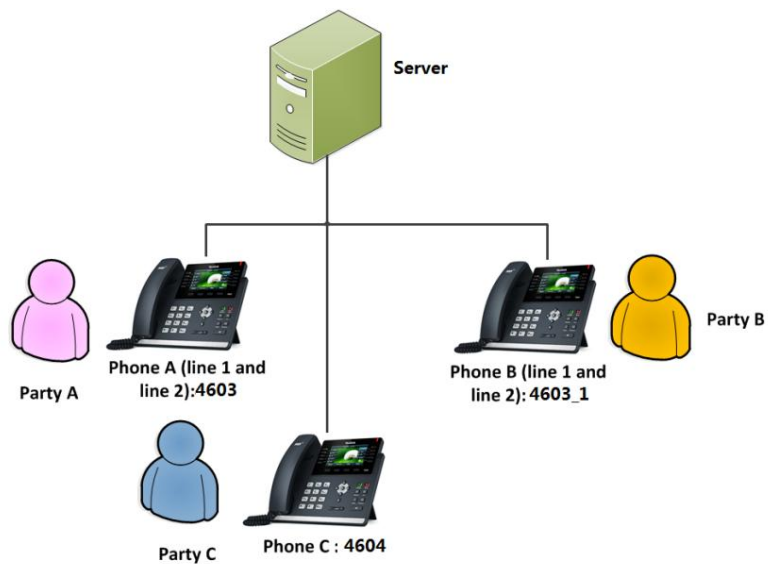 Server
Party B
Phone A (line 1 and
line 2):4603
Phone B (line 1 and
line 2): 4603_1
Party A
Phone C : 4604
Party C